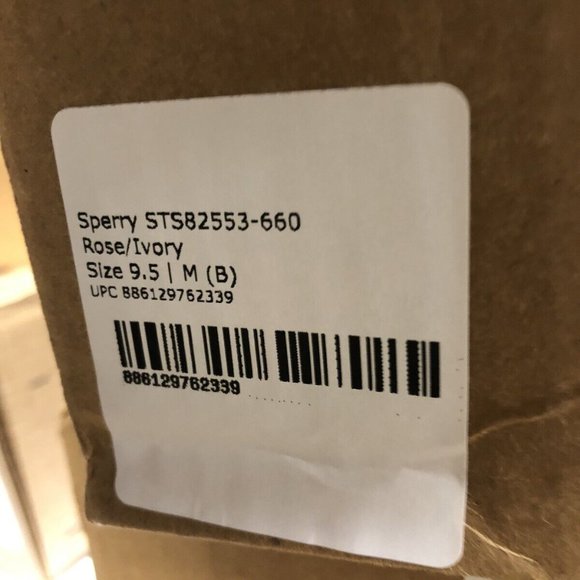 Sperry STS82553-660
Rose/Ivory
Size 9.5 | M (B)
UPC 886129762339
886129762339